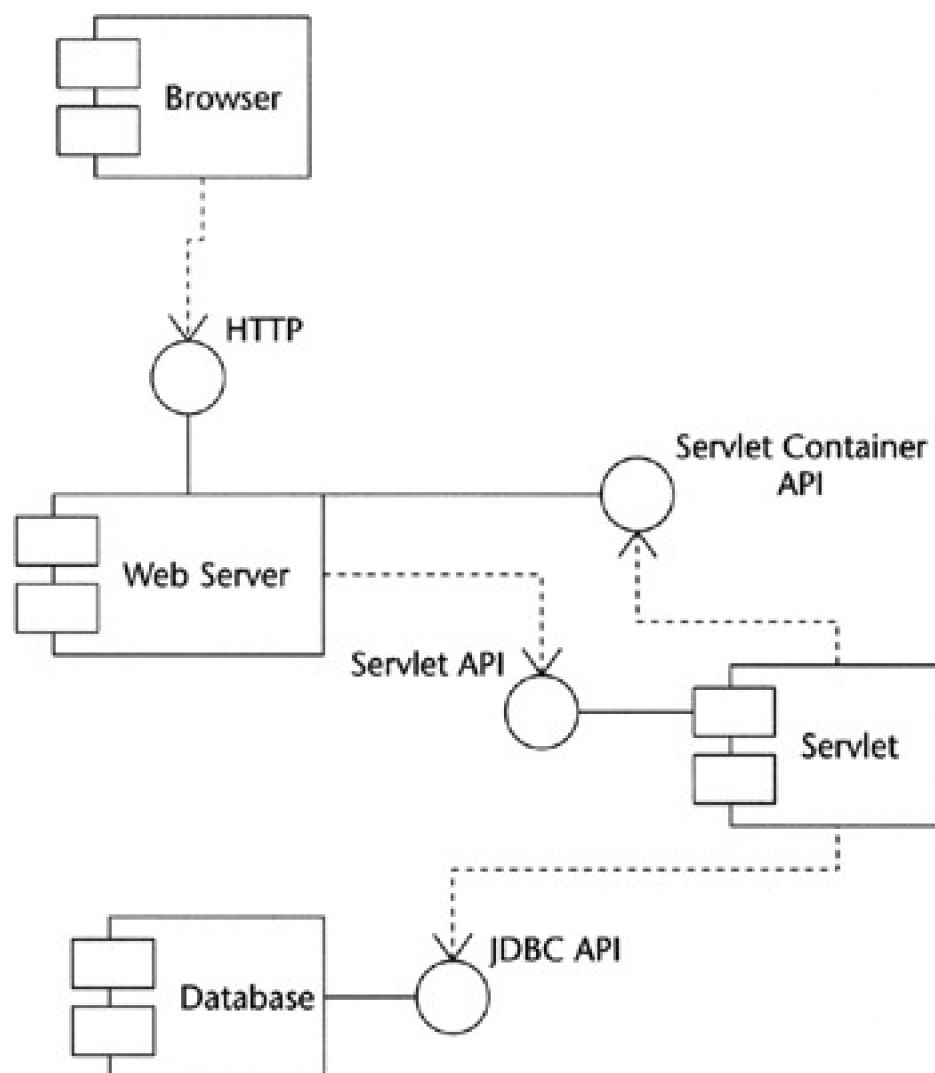 Browser
HTTP
Servlet Container
API
Web Server
Servlet API
Servlet
JDBC API
Database